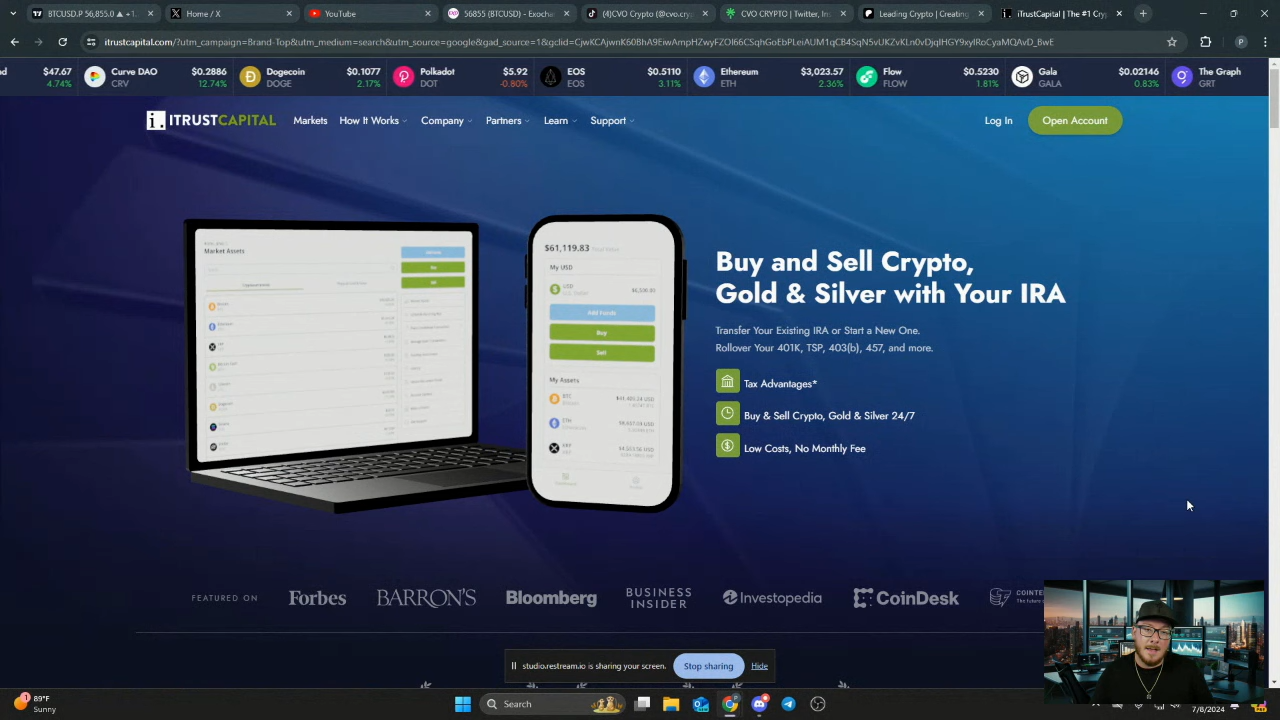 BTCUSD.P 56,855.0 ▲ +1...
Home / X
YouTube
56855 (BTCUSD) - Exochar
(4)CVO Crypto (@cvo.cryp
CVO CRYPTO | Twitter, Ins
Leading Crypto | Creating
iTrustCapital | The #1 Cryp
itrustcapital.com/?utm_campaign=Brand-Top&utm_medium=search&utm_source=google&gad_source=1&gclid=
$47.67
4.74%
Curve DAO $0.2886
CRV 12.74%
Dogecoin $0.1077
DOGE 2.17%
Polkadot $5.92
DOT -0.80%
EOS $0.5110
EOS 3.11%
Ethereum $3,023.57
ETH 2.36%
Flow $0.5230
FLOW 1.81%
Gala $0.02146
GALA 0.83%
The Graph
GRT
i. ITRUSTCAPITAL Markets How It Works Company Partners Learn Support Log In Open Account
Market Assets
$61,119.83
My USD
USD
Add Funds
Buy
Sell
My Assets
BTC
ETH
Buy and Sell Crypto,
Gold & Silver with Your IRA
Transfer Your Existing IRA or Start a New One.
Rollover Your 401K, TSP, 403(b), 457, and more.
Tax Advantages*
Buy & Sell Crypto, Gold & Silver 24/7
Low Costs, No Monthly Fee
FEATURED ON Forbes BARRON'S Bloomberg BUSINESS INSIDER Investopedia CoinDesk
studio.restream.io is sharing your screen. Stop sharing Hide
89°F
Sunny
Search
7/8/2024